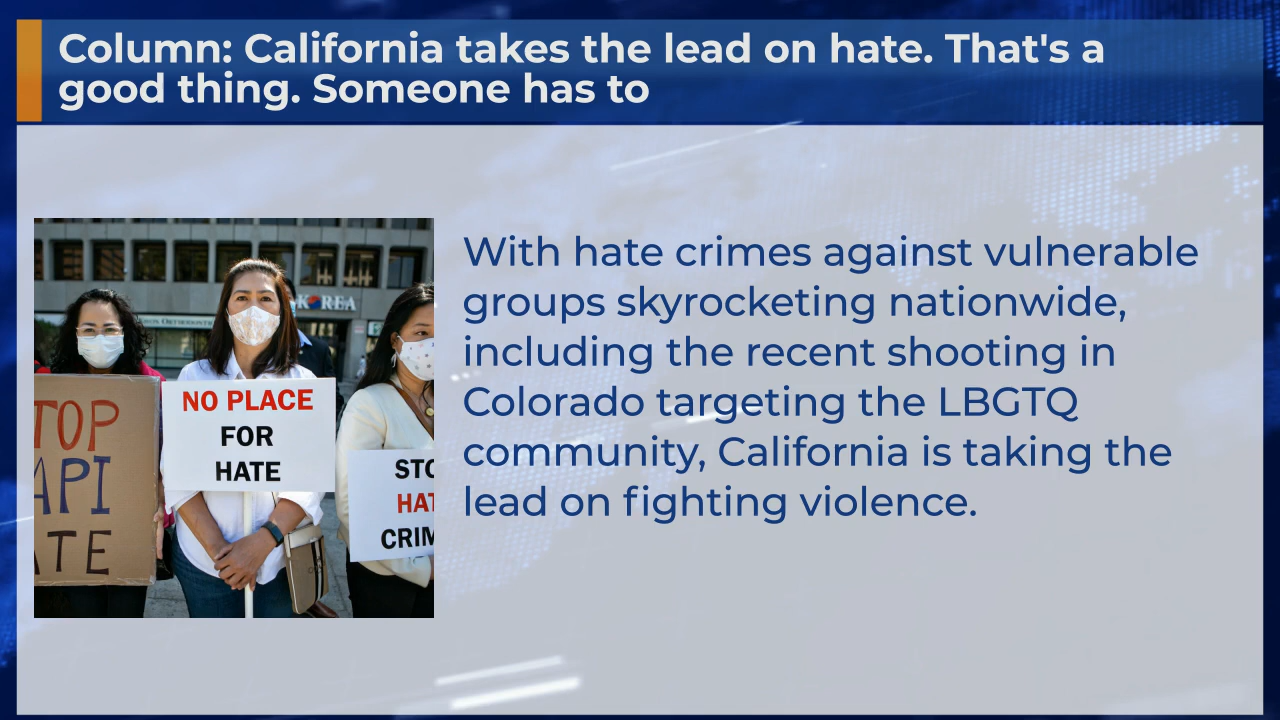 Column: California takes the lead on hate. That's a
good thing. Someone has to
With hate crimes against vulnerable
groups skyrocketing nationwide,
including the recent shooting in
Colorado targeting the LBGTQ
community, California is taking the
lead on fighting violence.
KOREA
ORTHODONTI
TOP
API
ATE
NO PLACE
FOR
HATE
STO
HAT
CRIM